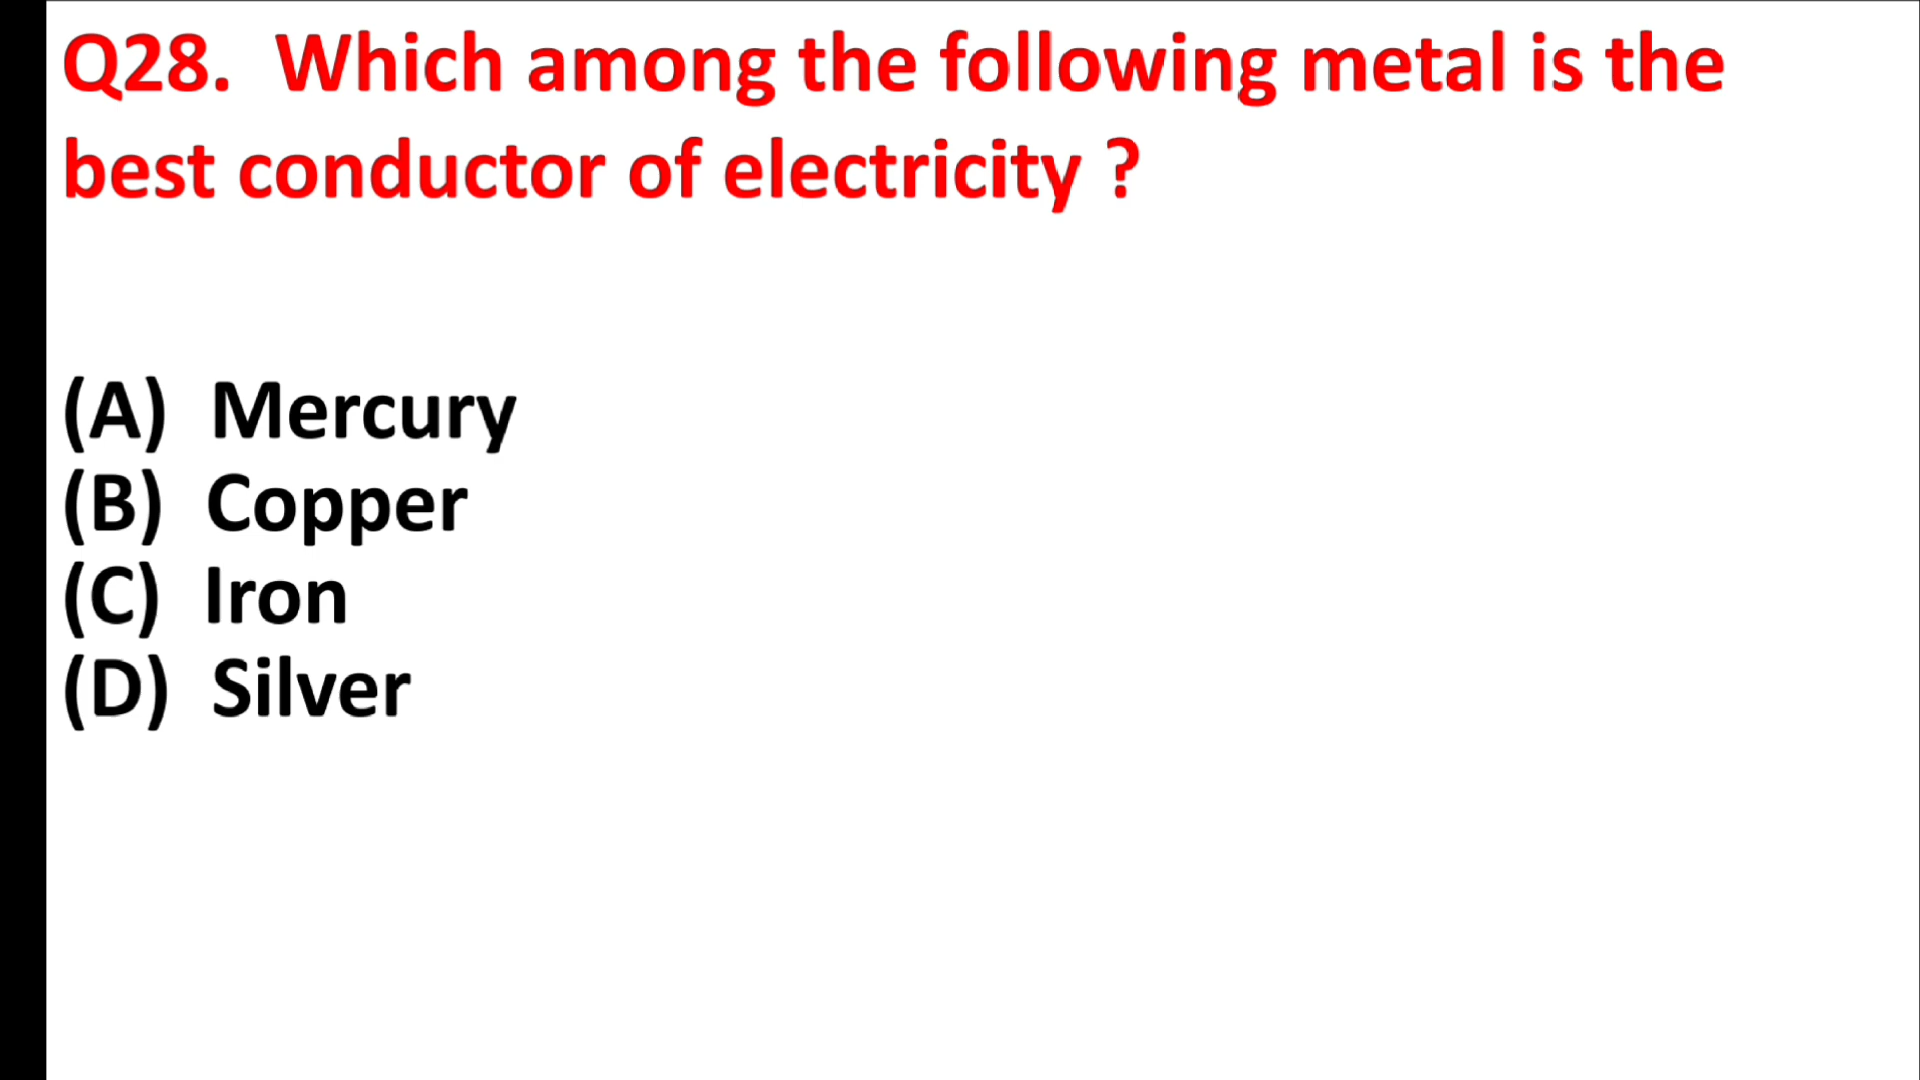 Q28. Which among the following metal is the
best conductor of electricity ?
(A) Mercury
(B) Copper
(C) Iron
(D) Silver